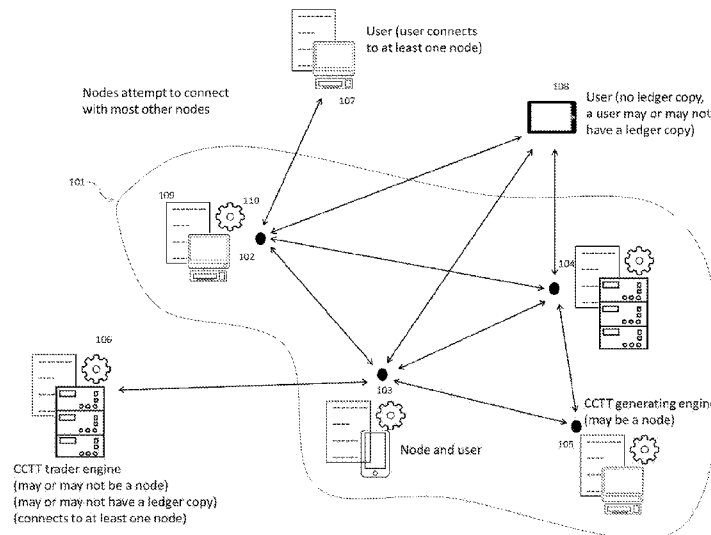 User (user connects
to at least one node)
107
Nodes attempt to connect
with most other nodes
108
User (no ledger copy,
a user may or may not
have a ledger copy)
101
109
110
102
104
106
103
CCTT generating engine
(may be a node)
105
Node and user
CCTT trader engine
(may or may not be a node)
(may or may not have a ledger copy)
(connects to at least one node)